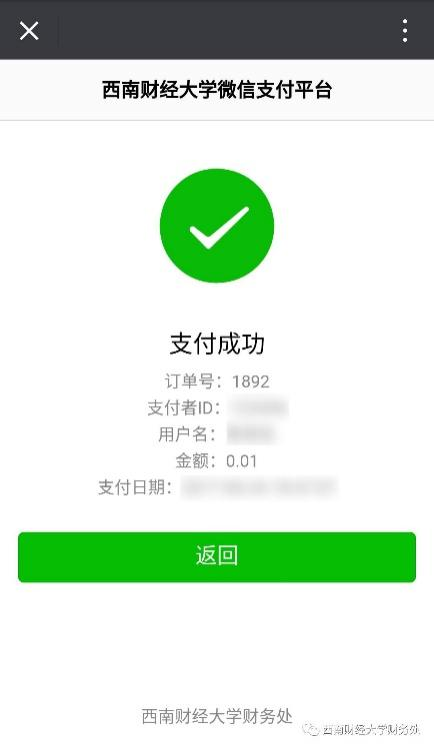 西南财经大学微信支付平台
支付成功
订单号：1892
支付者ID：
用户名：
金额：0.01
支付日期：
返回
西南财经大学财务处
西南财经大学财务处